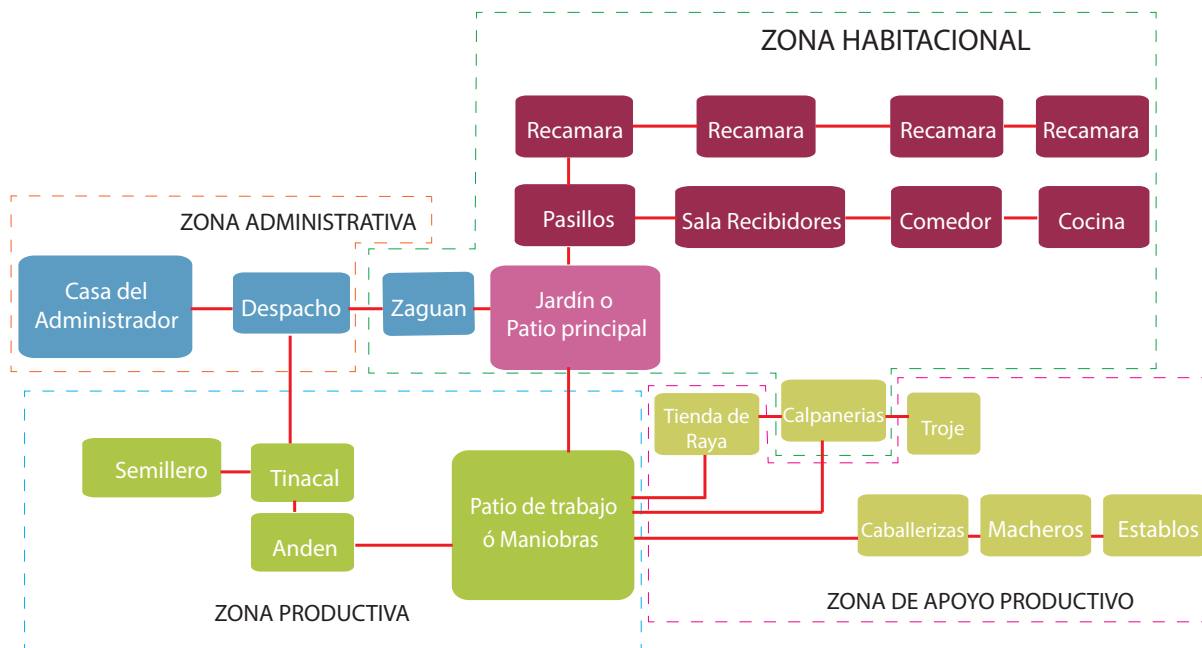 ZONA HABITACIONAL
Recamara
Recamara
Recamara
Recamara
Pasillos
Sala Recibidores
Comedor
Cocina
ZONA ADMINISTRATIVA
Casa del
Administrador
Despacho
Zaguan
Jardín o
Patio principal
Tienda de
Raya
Calpanerias
Troje
Semillero
Tinacal
Patio de trabajo
ó Maniobras
Anden
Caballerizas
Macheros
Establos
ZONA PRODUCTIVA
ZONA DE APOYO PRODUCTIVO